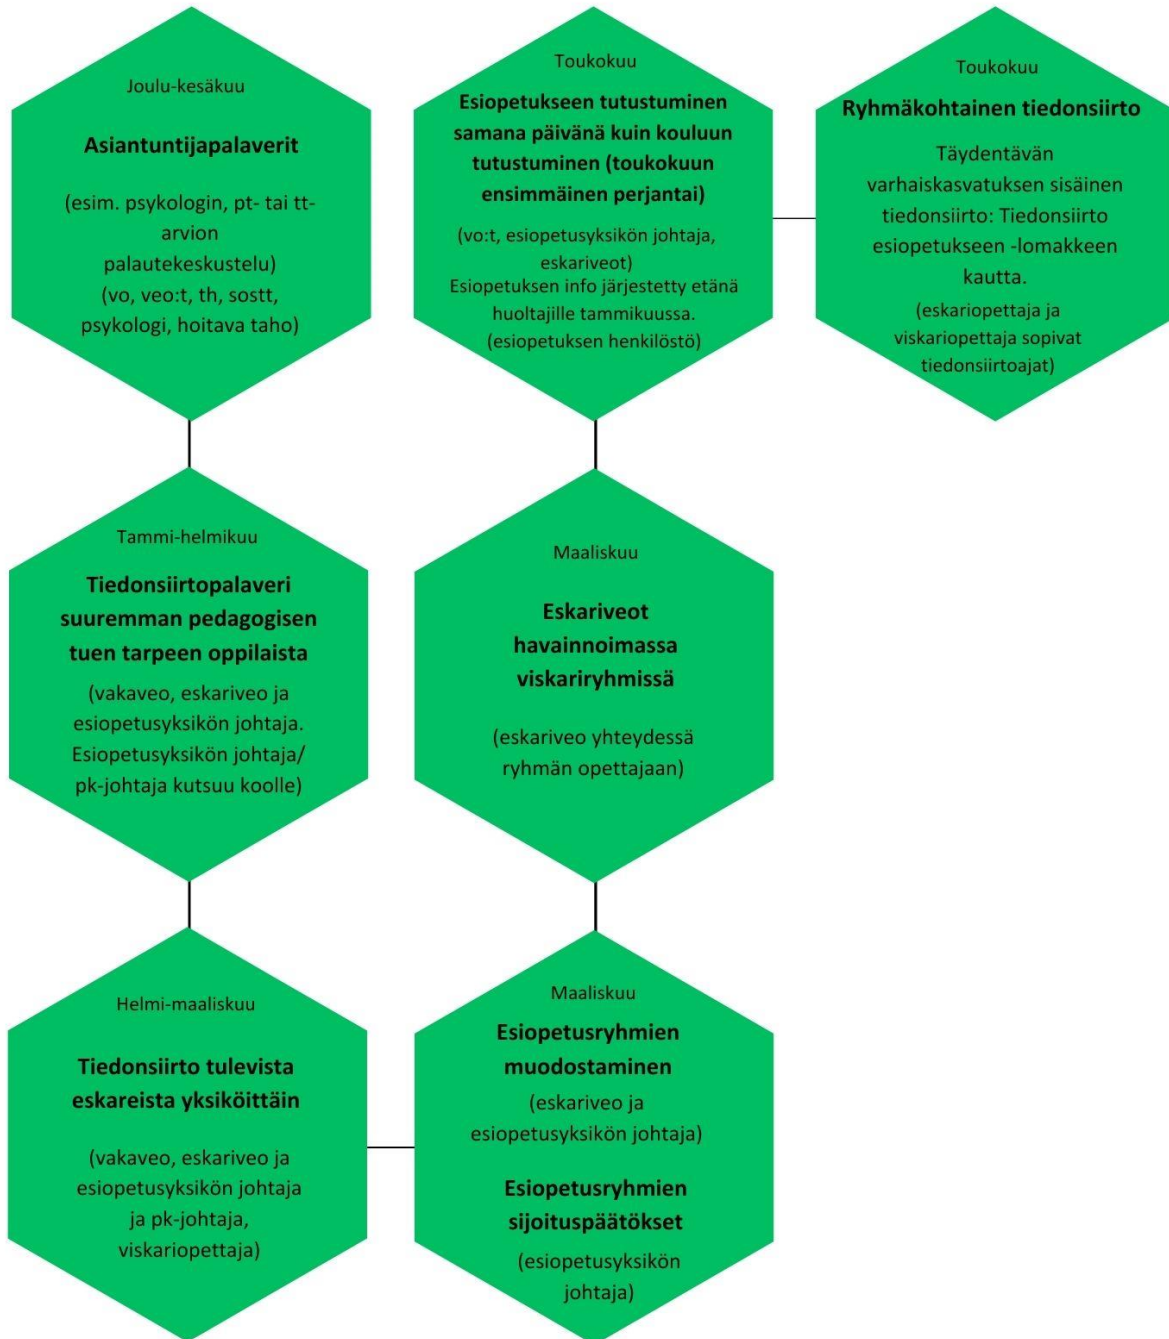 Joulu-kesäkuu
Asiantuntijapalaverit
(esim. psykologin, pt- tai tt-
arvion
palautekeskustelu)
(vo, veo:t, th, sostt,
psykologi, hoitava taho)
Tammi-helmikuu
Tiedonsiirtopalaveri
suuremman pedagogisen
tuen tarpeen oppilaista
(vakaveo, eskariveo ja
esiopetusyksikön johtaja.
Esiopetusyksikön johtaja/
pk-johtaja kutsuu koolle)
Helmi-maaliskuu
Tiedonsiirto tulevista
eskareista yksiköittäin
(vakaveo, eskariveo ja
esiopetusyksikön johtaja
ja pk-johtaja,
viskariopettaja)
Maaliskuu
Esiopetusryhmien
muodostaminen
(eskariveo ja
esiopetusyksikön johtaja)
Esiopetusryhmien
sijoituspäätökset
(esiopetusyksikön
johtaja)
Maaliskuu
Eskariveot
havainnoimassa
viskariryhmissä
(eskariveo yhteydessä
ryhmän opettajaan)
Toukokuu
Esiopetukseen tutustuminen
samana päivänä kuin kouluun
tutustuminen (toukokuun
ensimmäinen perjantai)
(vo:t, esiopetusyksikön johtaja,
eskariveot)
Esiopetuksen info järjestetty etänä
huoltajille tammikuussa.
(esiopetuksen henkilöstö)
Toukokuu
Ryhmäkohtainen tiedonsiirto
Täydentävän
varhaiskasvatuksen sisäinen
tiedonsiirto: Tiedonsiirto
esiopetukseen -lomakkeen
kautta.
(eskariopettaja ja
viskariopettaja sopivat
tiedonsiirtoajat)